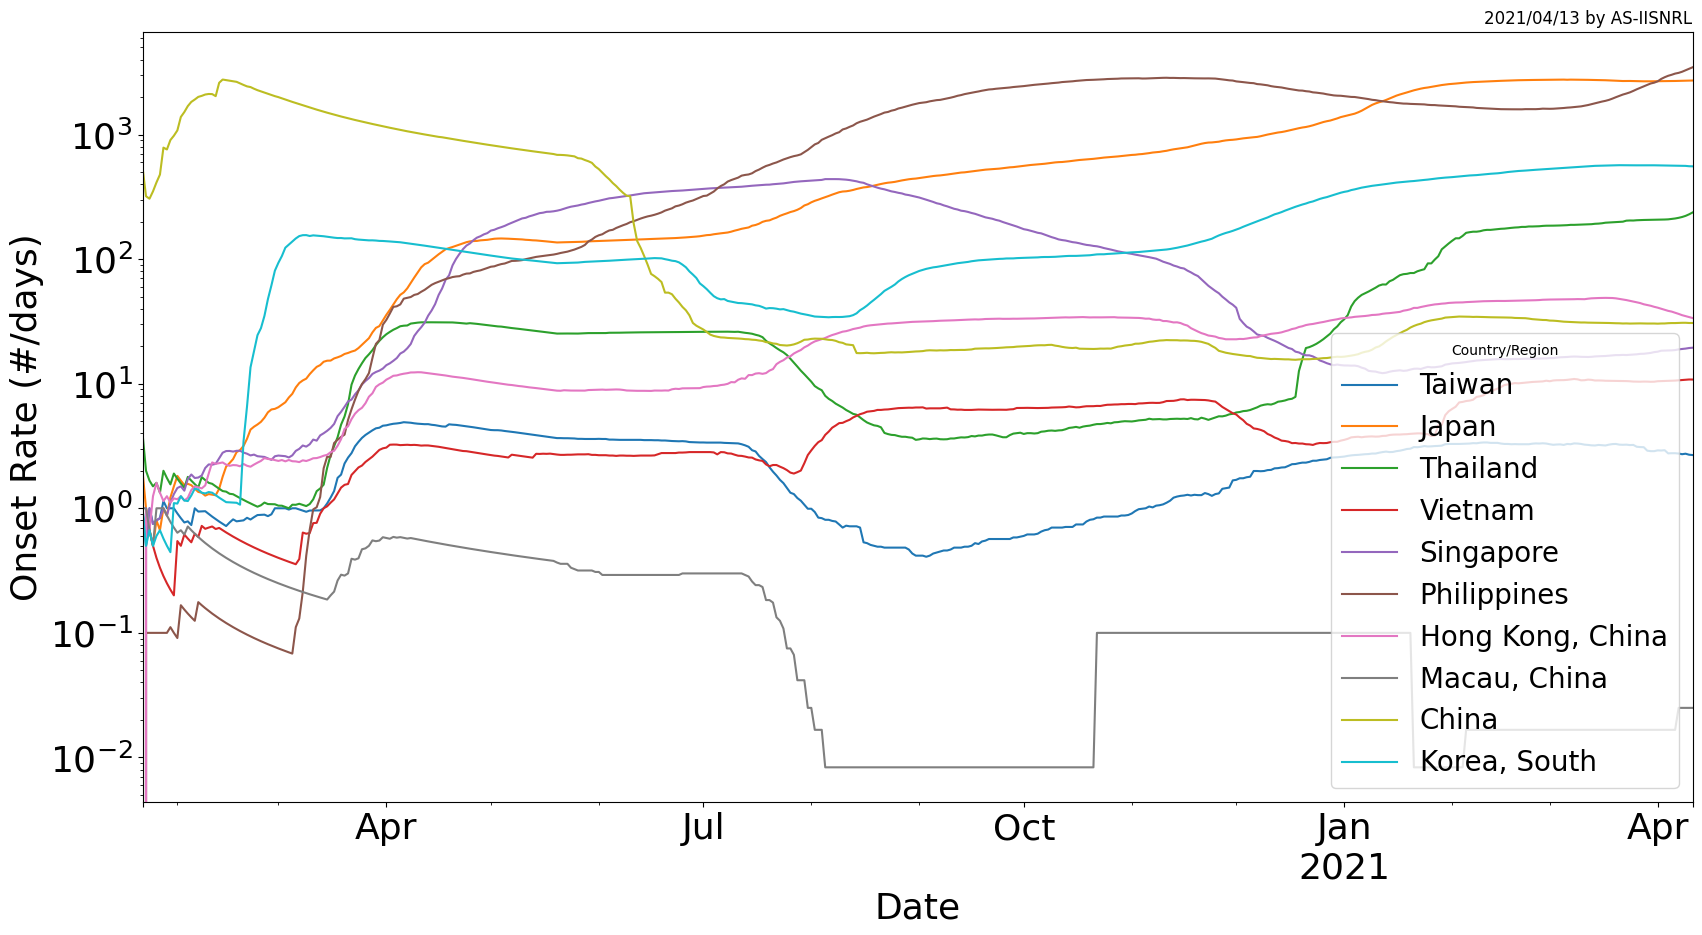 2021/04/13 by AS-IISNRL
Onset Rate (#/days)
10³
10²
10¹
10⁰
10⁻¹
10⁻²
Country/Region
Taiwan
Japan
Thailand
Vietnam
Singapore
Philippines
Hong Kong, China
Macau, China
China
Korea, South
Apr Jul Oct Jan Apr
2021
Date